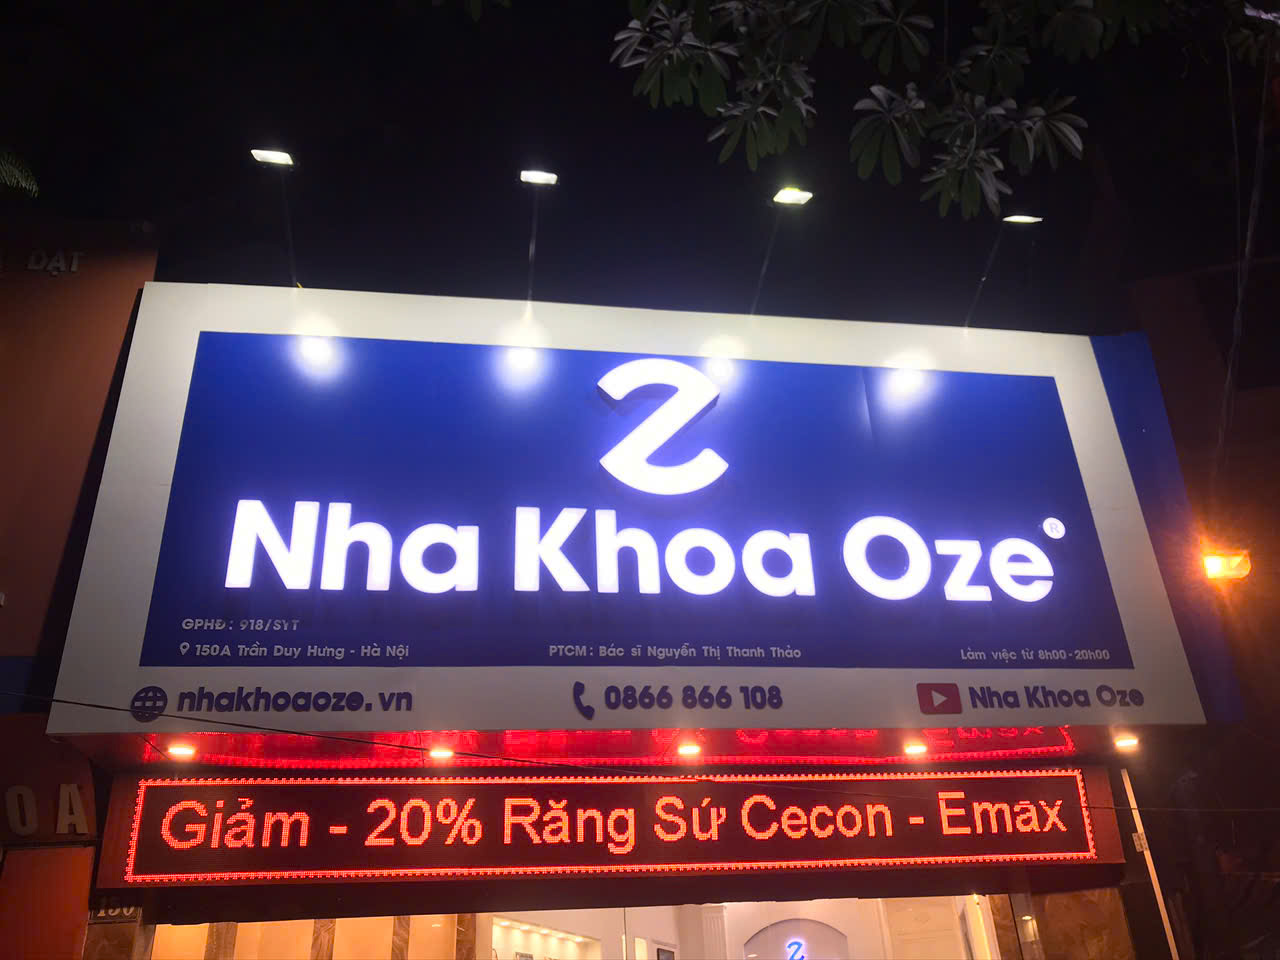 ĐẠT
Nha Khoa Oze®
GPHĐ: 918/SYT
150A Trần Duy Hưng - Hà Nội
PTCM: Bác sĩ Nguyễn Thị Thanh Thảo
Làm việc từ 8h00-20h00
nhakhoaoze.vn
0866 866 108
Nha Khoa Oze
Giảm - 20% Răng Sứ Cecon - Emax
OA
150